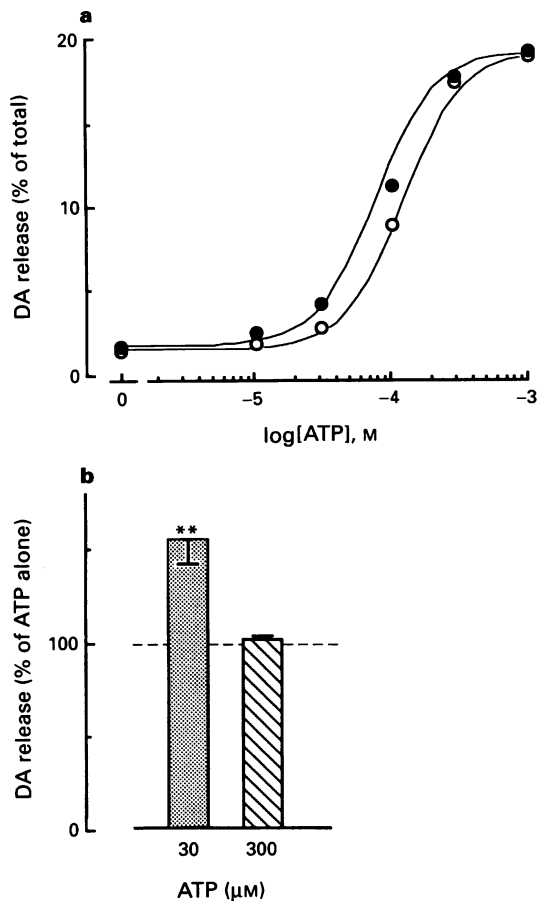 a
DA release (% of total)
20
10
0
0 -5 -4 -3
log[ATP], M
b
DA release (% of ATP alone)
**
100
0
30 300
ATP (μM)